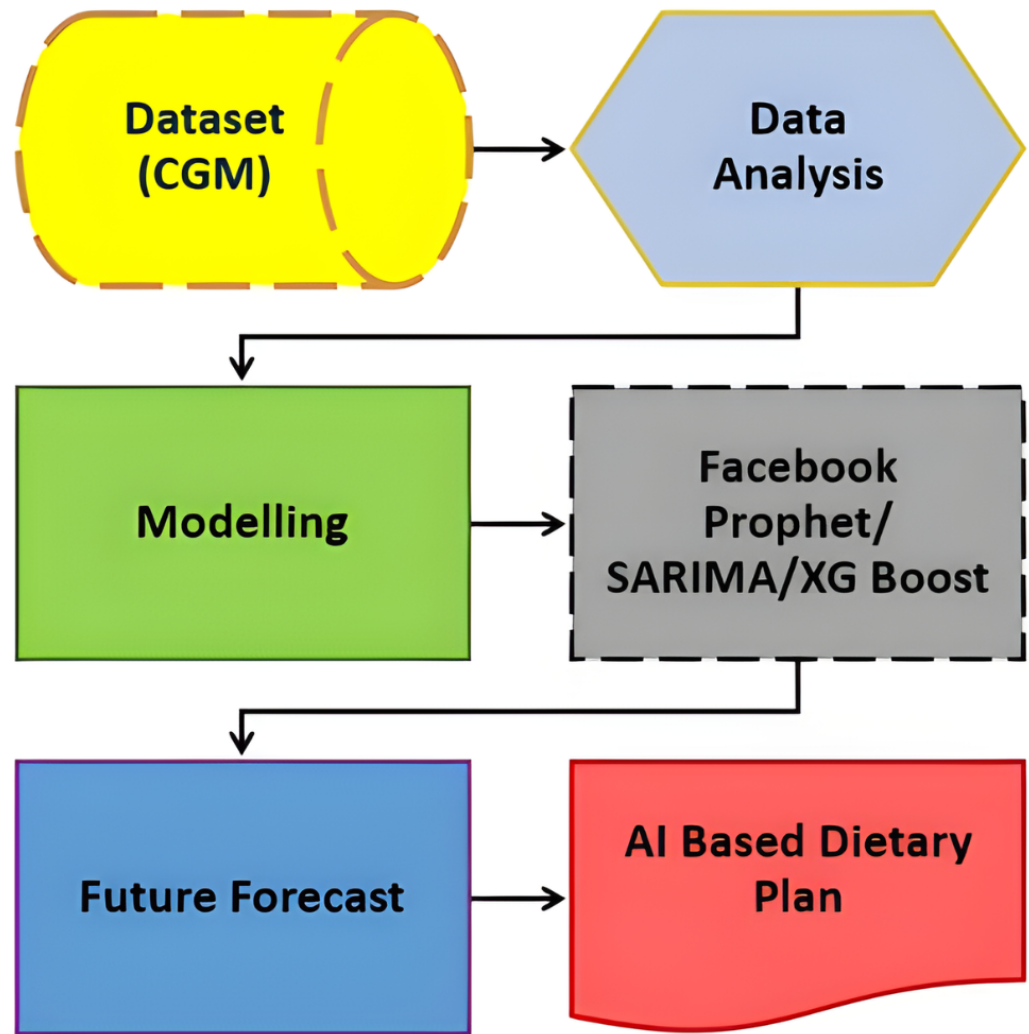 Dataset
(CGM)
Data
Analysis
Modelling
Facebook
Prophet/
SARIMA/XG Boost
Future Forecast
AI Based Dietary
Plan